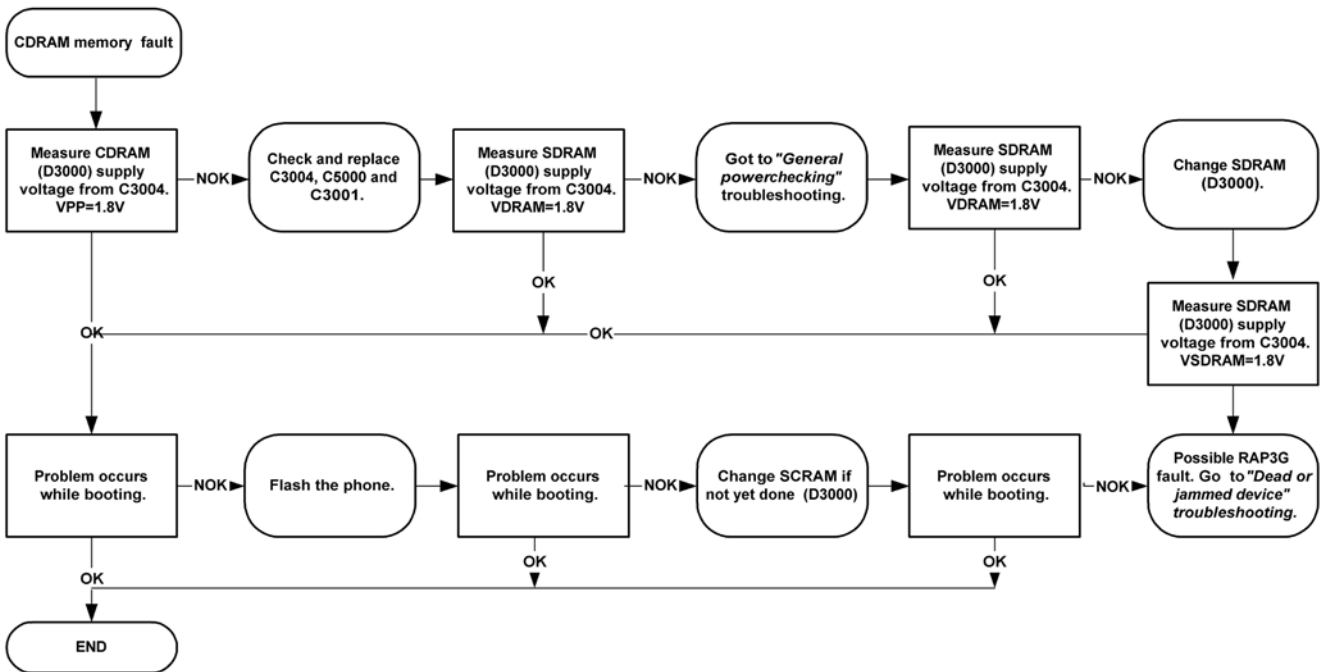 CDRAM memory fault
Measure CDRAM
(D3000) supply
voltage from C3004.
VPP=1.8V
NOK
Check and replace
C3004, C5000 and
C3001.
Measure SDRAM
(D3000) supply
voltage from C3004.
VDRAM=1.8V
NOK
Got to "General
powerchecking"
troubleshooting.
Measure SDRAM
(D3000) supply
voltage from C3004.
VDRAM=1.8V
NOK
Change SDRAM
(D3000).
OK
OK
OK
OK
Measure SDRAM
(D3000) supply
voltage from C3004.
VSDRAM=1.8V
Problem occurs
while booting.
NOK
Flash the phone.
Problem occurs
while booting.
NOK
Change SCRAM if
not yet done (D3000)
Problem occurs
while booting.
NOK
Possible RAP3G
fault. Go to "Dead or
jammed device"
troubleshooting.
OK
OK
OK
END